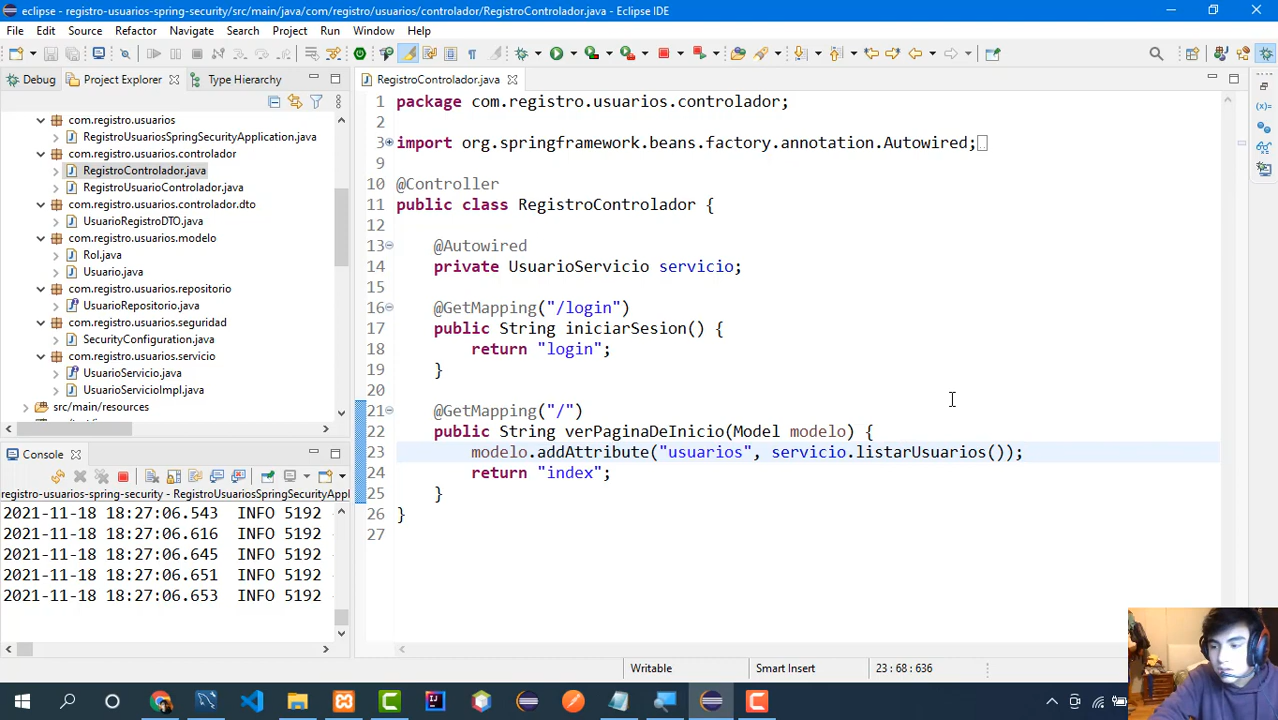 eclipse - registro-usuarios-spring-security/src/main/java/com/registro/usuarios/controlador/RegistroControlador.java - Eclipse IDE
File Edit Source Refactor Navigate Search Project Run Window Help
Debug Project Explorer Type Hierarchy
com.registro.usuarios
RegistroUsuariosSpringSecurityApplication.java
com.registro.usuarios.controlador
RegistroControlador.java
RegistroUsuarioControlador.java
com.registro.usuarios.controlador.dto
UsuarioRegistroDTO.java
com.registro.usuarios.modelo
Rol.java
Usuario.java
com.registro.usuarios.repositorio
UsuarioRepositorio.java
com.registro.usuarios.seguridad
SecurityConfiguration.java
com.registro.usuarios.servicio
UsuarioServicio.java
UsuarioServicioImpl.java
src/main/resources
Console
registro-usuarios-spring-security - RegistroUsuariosSpringSecurityAppl
2021-11-18 18:27:06.543 INFO 5192
2021-11-18 18:27:06.616 INFO 5192
2021-11-18 18:27:06.645 INFO 5192
2021-11-18 18:27:06.651 INFO 5192
2021-11-18 18:27:06.653 INFO 5192
RegistroControlador.java
1 package com.registro.usuarios.controlador;
2
3 import org.springframework.beans.factory.annotation.Autowired;
9
10 @Controller
11 public class RegistroControlador {
12
13 @Autowired
14 private UsuarioServicio servicio;
15
16 @GetMapping("/login")
17 public String iniciarSesion() {
18 return "login";
19 }
20
21 @GetMapping("/")
22 public String verPaginaDeInicio(Model modelo) {
23 modelo.addAttribute("usuarios", servicio.listarUsuarios());
24 return "index";
25 }
26 }
27
Writable Smart Insert 23 : 68 : 636